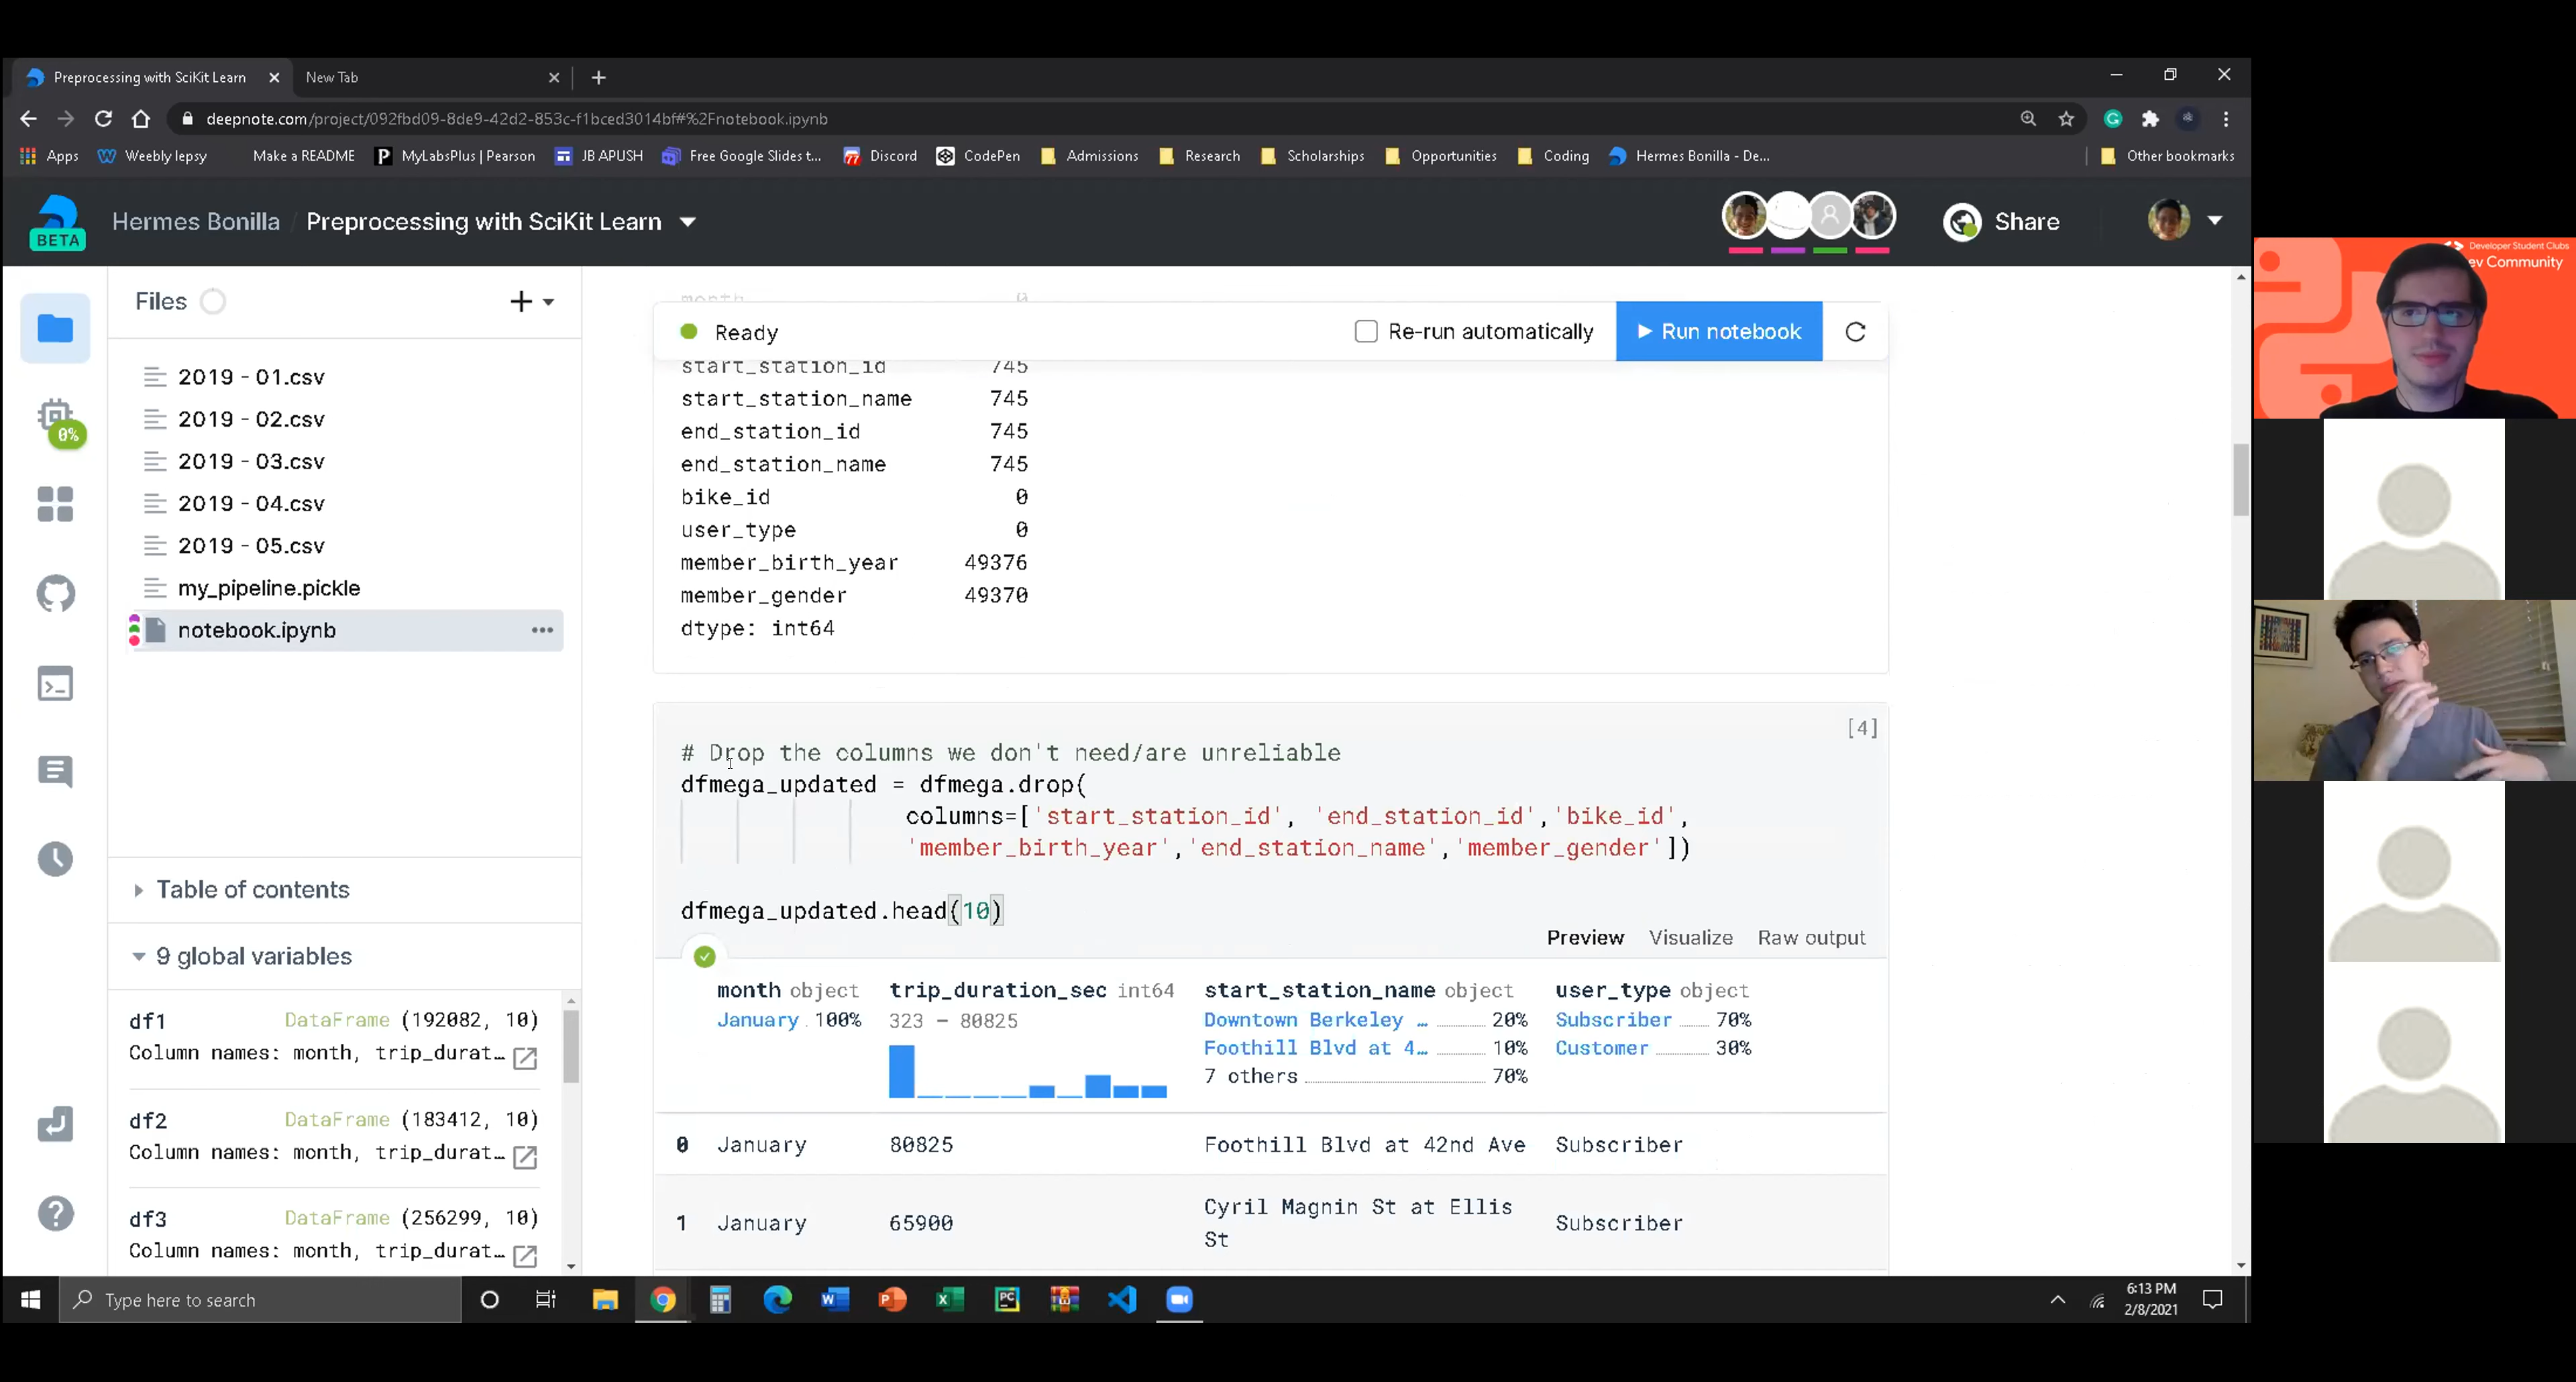 Preprocessing with SciKit Learn
New Tab
deepnote.com/project/092fbd09-8de9-42d2-853c-f1bced3014bf#%2Fnotebook.ipynb
Apps Weebly lepsy Make a README MyLabsPlus | Pearson JB APUSH Free Google Slides t... Discord CodePen Admissions Research Scholarships Opportunities Coding Hermes Bonilla - De... Other bookmarks
BETA
Hermes Bonilla / Preprocessing with SciKit Learn
Share
Developer Student Clubs
ev Community
Files
2019 - 01.csv
2019 - 02.csv
2019 - 03.csv
2019 - 04.csv
2019 - 05.csv
my_pipeline.pickle
notebook.ipynb
0%
Table of contents
9 global variables
df1 DataFrame (192082, 10)
Column names: month, trip_durat…
df2 DataFrame (183412, 10)
Column names: month, trip_durat…
df3 DataFrame (256299, 10)
Column names: month, trip_durat…
month 0
Ready
Re-run automatically
Run notebook
start_station_id 745
start_station_name 745
end_station_id 745
end_station_name 745
bike_id 0
user_type 0
member_birth_year 49376
member_gender 49370
dtype: int64
[4]
# Drop the columns we don't need/are unreliable
dfmega_updated = dfmega.drop(
columns=['start_station_id', 'end_station_id','bike_id',
'member_birth_year','end_station_name','member_gender'])
dfmega_updated.head(10)
Preview Visualize Raw output
month object trip_duration_sec int64 start_station_name object user_type object
January 100% 323 – 80825 Downtown Berkeley … 20% Subscriber 70%
Foothill Blvd at 4… 10% Customer 30%
7 others 70%
0 January 80825 Foothill Blvd at 42nd Ave Subscriber
1 January 65900 Cyril Magnin St at Ellis St Subscriber
Type here to search
6:13 PM
2/8/2021